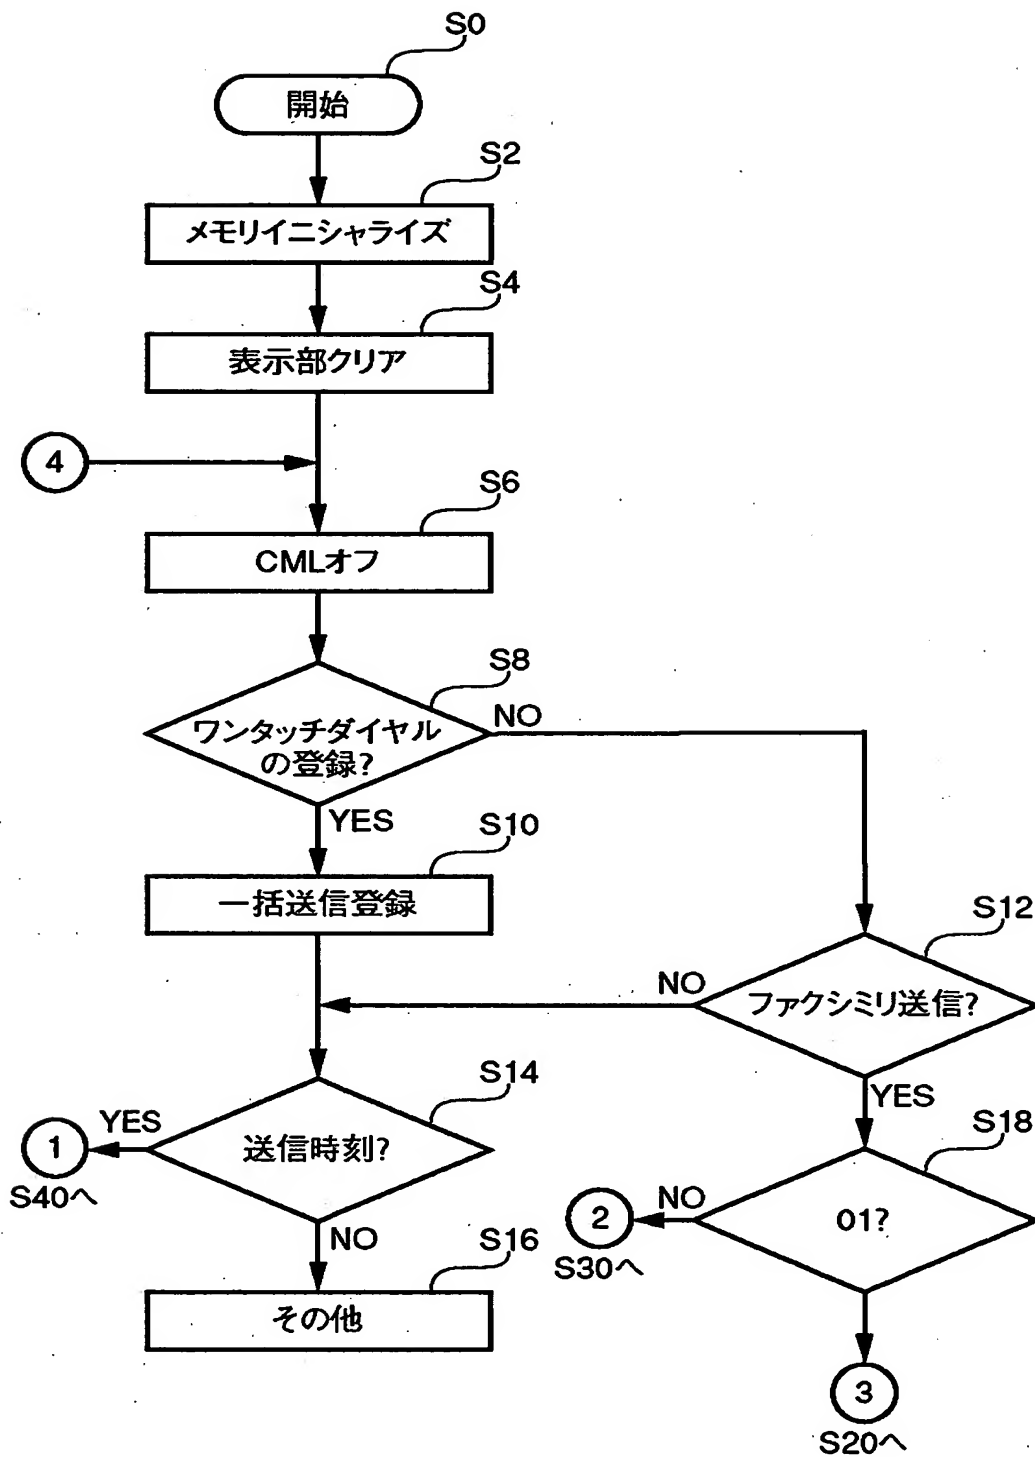 S0
開始
S2
メモリイニシャライズ
S4
表示部クリア
4
S6
CMLオフ
S8
ワンタッチダイヤル
の登録?
NO
YES
S10
一括送信登録
S12
ファクシミリ送信?
NO
YES
S14
送信時刻?
YES
1
S40へ
NO
S16
その他
S18
01?
NO
2
S30へ
3
S20へ